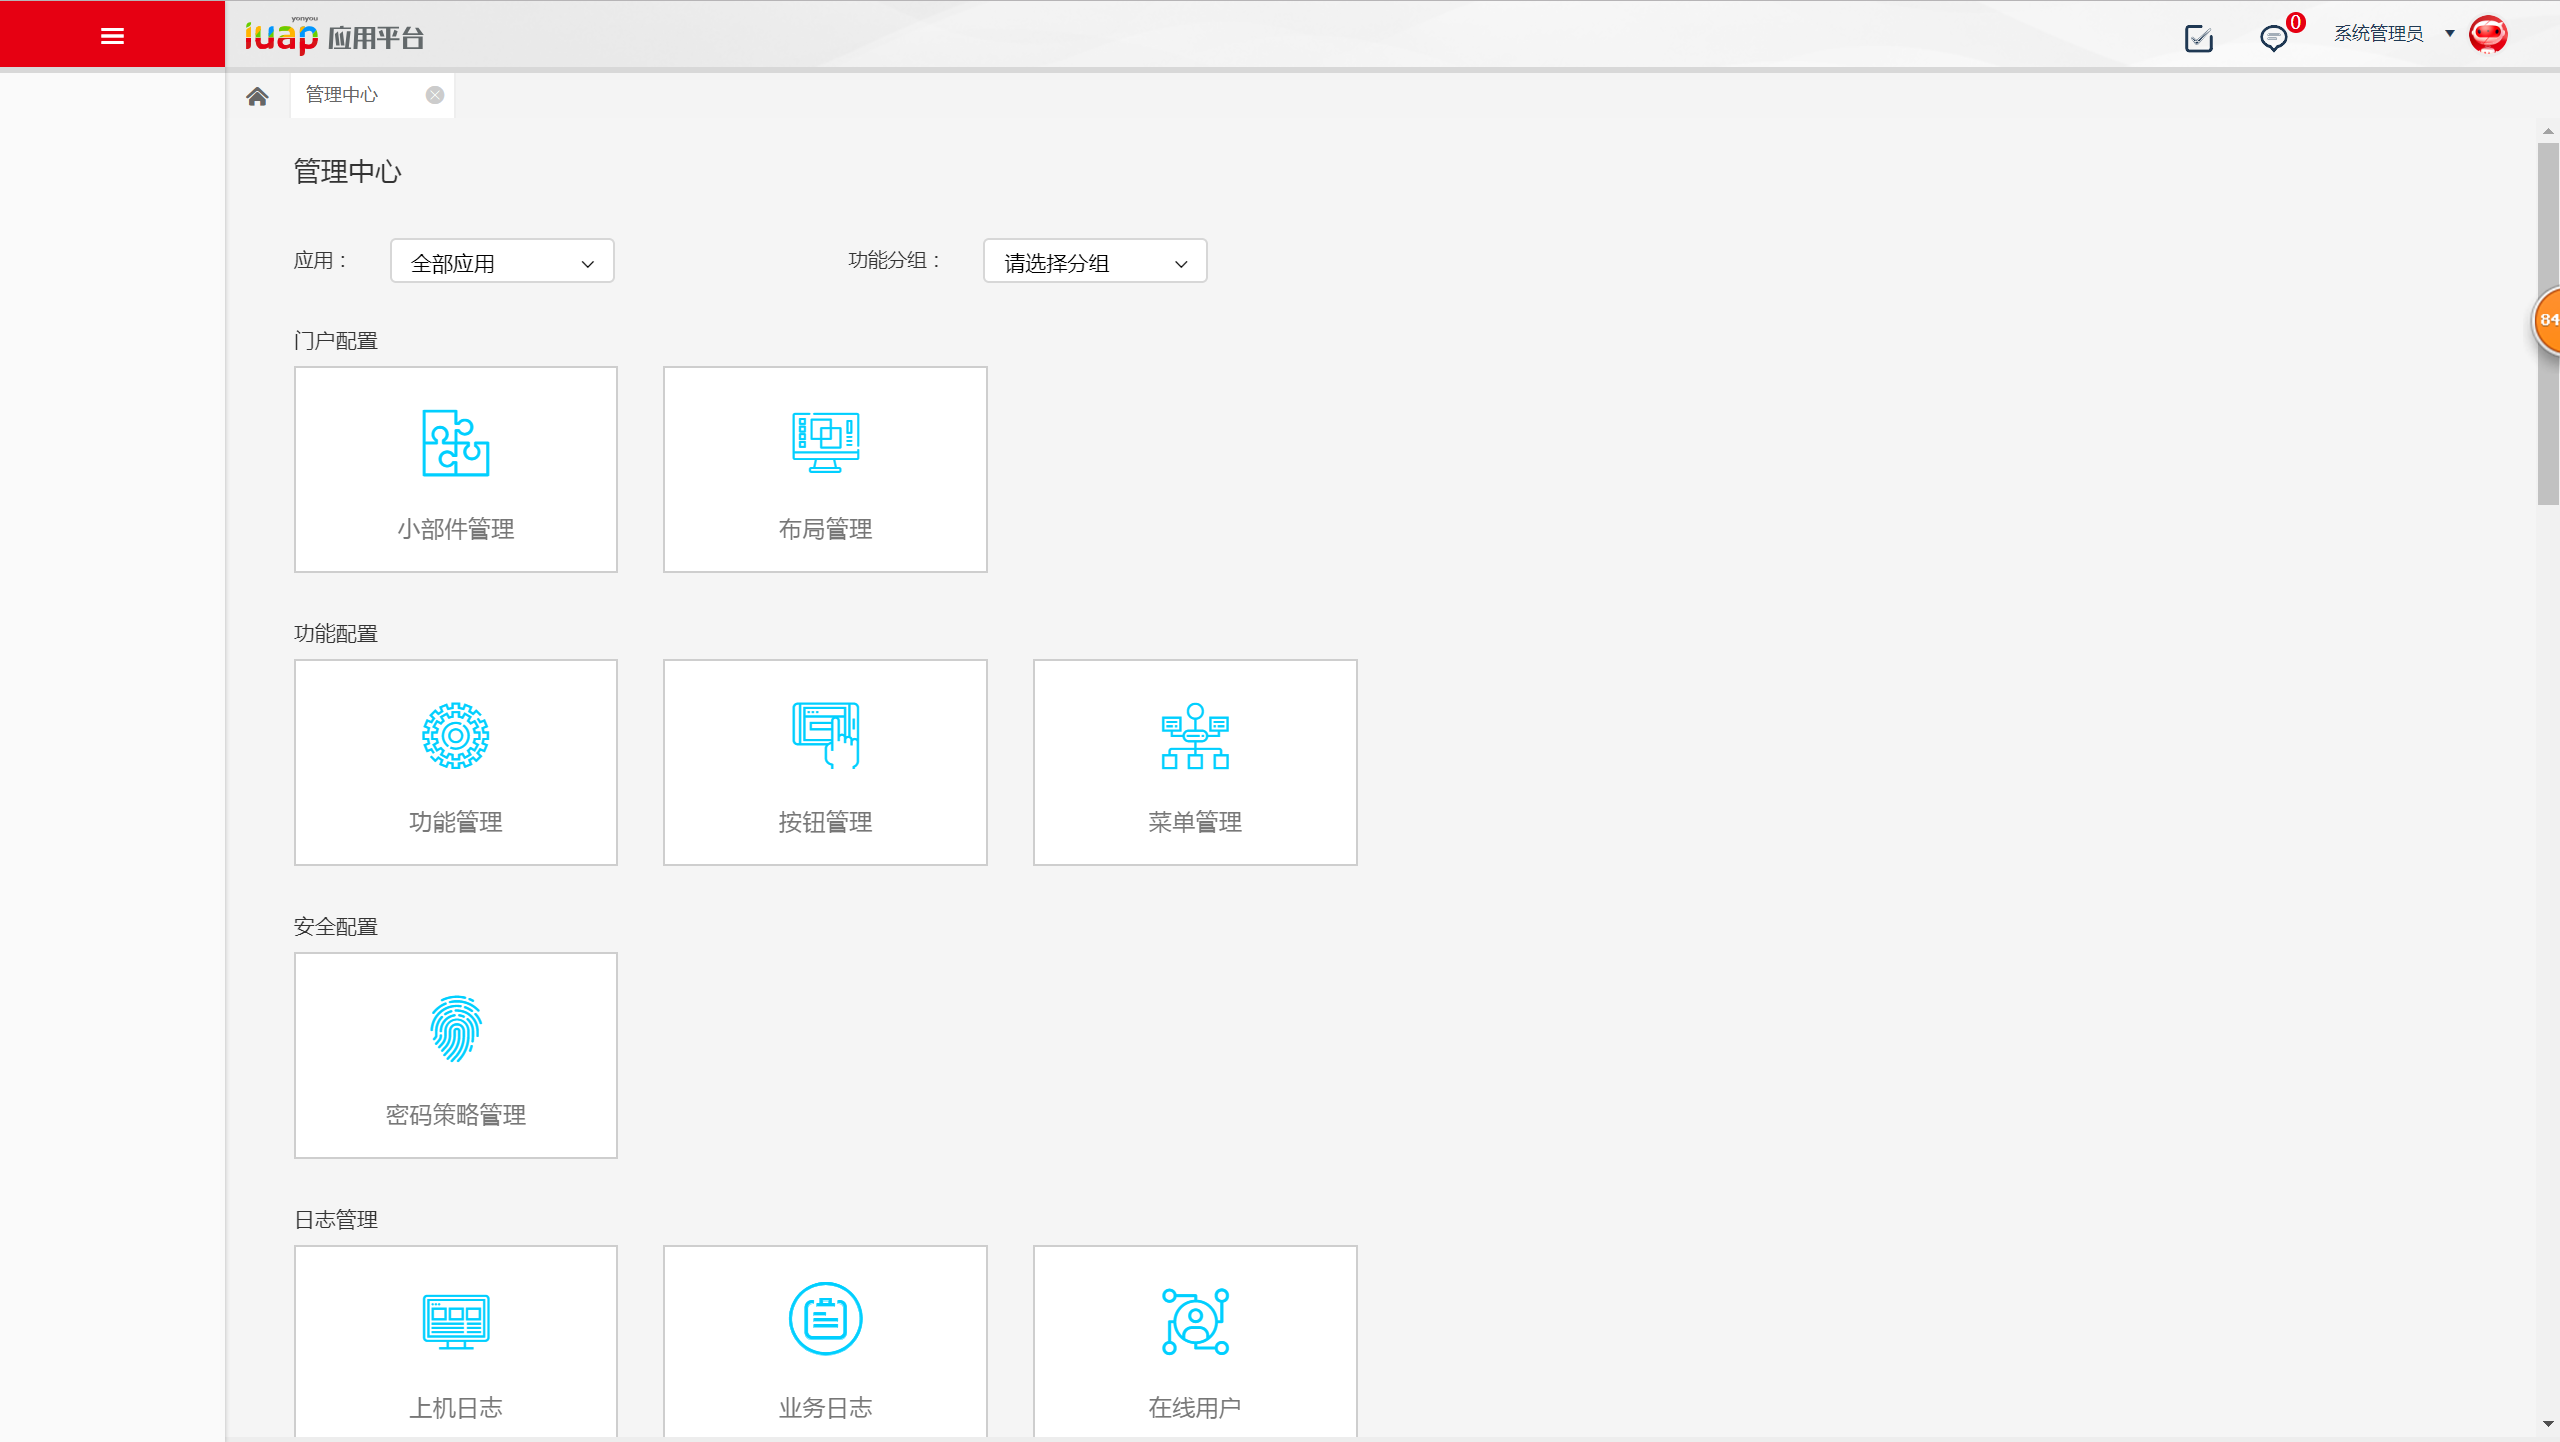 yonyou
iuap 应用平台
0
系统管理员
管理中心
管理中心
应用：
全部应用
功能分组：
请选择分组
84
门户配置
小部件管理
布局管理
功能配置
功能管理
按钮管理
菜单管理
安全配置
密码策略管理
日志管理
上机日志
业务日志
在线用户